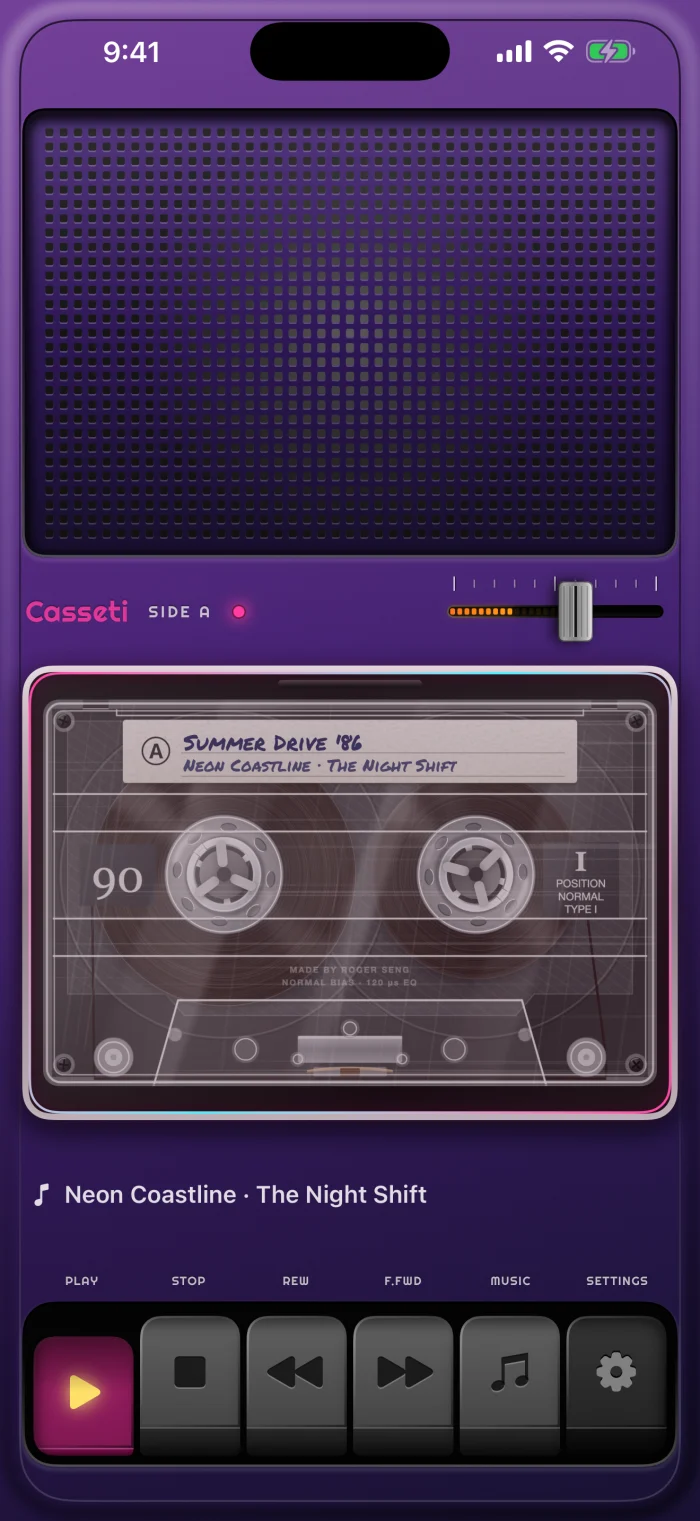 9:41
Casseti SIDE A
A SUMMER DRIVE '86
NEON COASTLINE · THE NIGHT SHIFT
90
I
POSITION
NORMAL
TYPE I
MADE BY ROGER SENG
NORMAL BIAS · 120 µs EQ
Neon Coastline · The Night Shift
PLAY STOP REW F.FWD MUSIC SETTINGS